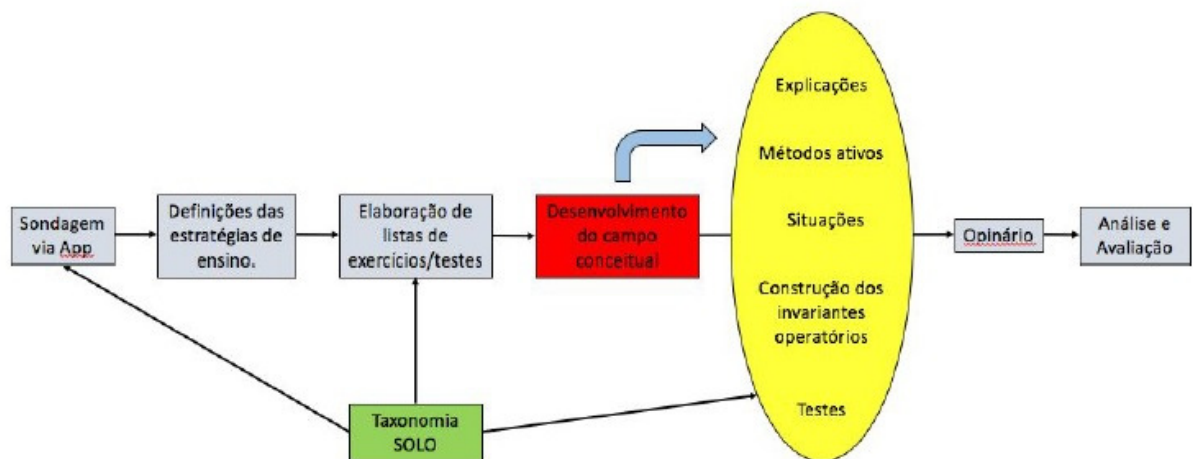 Sondagem
via App
Definições das
estratégias de
ensino.
Elaboração de
listas de
exercícios/testes
Desenvolvimento
do campo
conceitual
Explicações
Métodos ativos
Situações
Construção dos
invariantes
operatórios
Testes
Opinário
Análise e
Avaliação
Taxonomia
SOLO